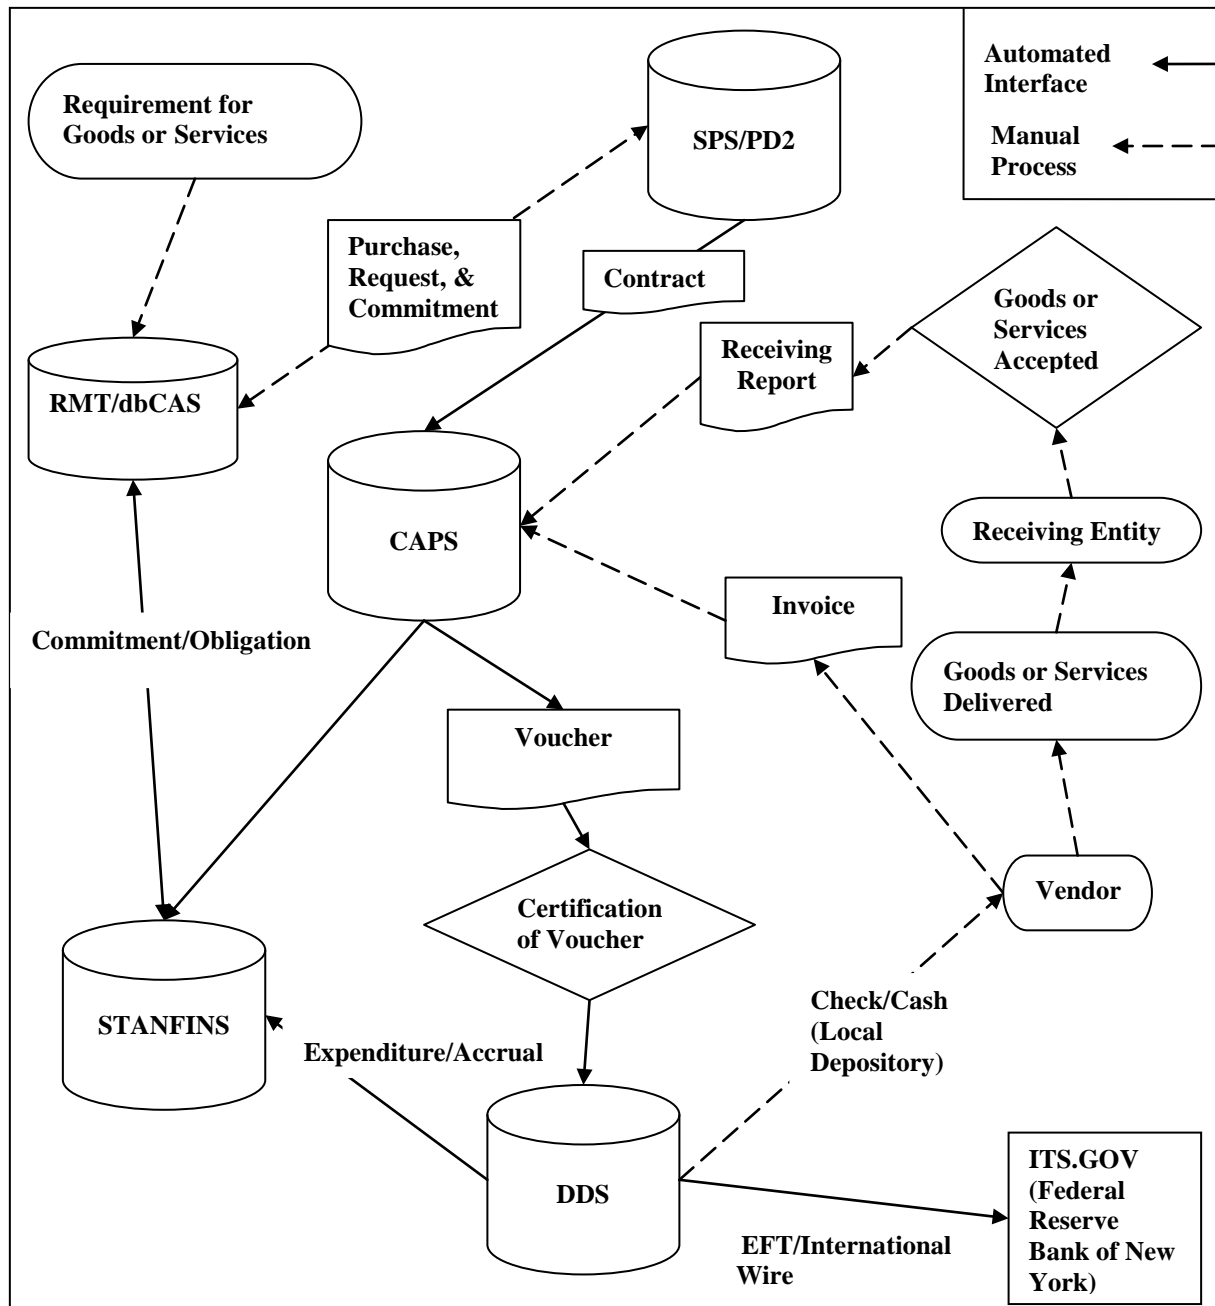 Requirement for
Goods or Services
SPS/PD2
Automated
Interface
Manual
Process
Purchase,
Request, &
Commitment
Contract
Goods or
Services
Accepted
Receiving
Report
RMT/dbCAS
CAPS
Receiving Entity
Invoice
Commitment/Obligation
Goods or Services
Delivered
Voucher
Vendor
Certification
of Voucher
STANFINS
Expenditure/Accrual
Check/Cash
(Local
Depository)
DDS
EFT/International
Wire
ITS.GOV
(Federal
Reserve
Bank of New
York)